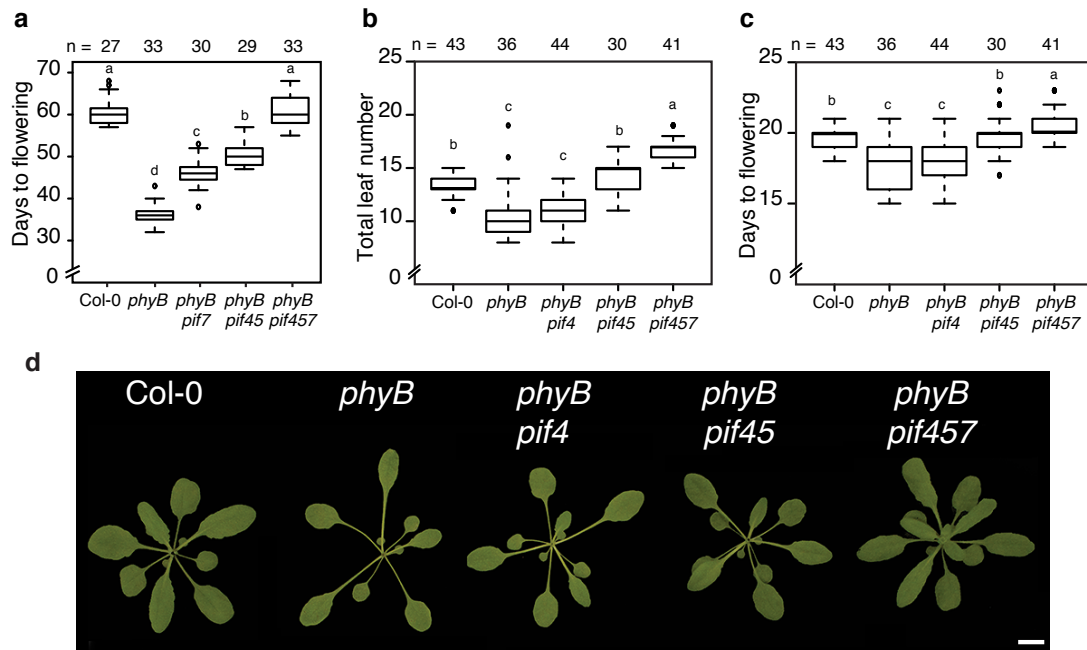 a
n = 27 33 30 29 33
Days to flowering
70
60
50
40
30
0
a
d
c
b
a
Col-0 phyB phyB phyB phyB
pif7 pif45 pif457
b
n = 43 36 44 30 41
Total leaf number
25
20
15
10
0
b
c
c
b
a
Col-0 phyB phyB phyB phyB
pif4 pif45 pif457
c
n = 43 36 44 30 41
Days to flowering
25
20
15
0
b
c
c
b
a
Col-0 phyB phyB phyB phyB
pif4 pif45 pif457
d
Col-0 phyB phyB phyB phyB
pif4 pif45 pif457